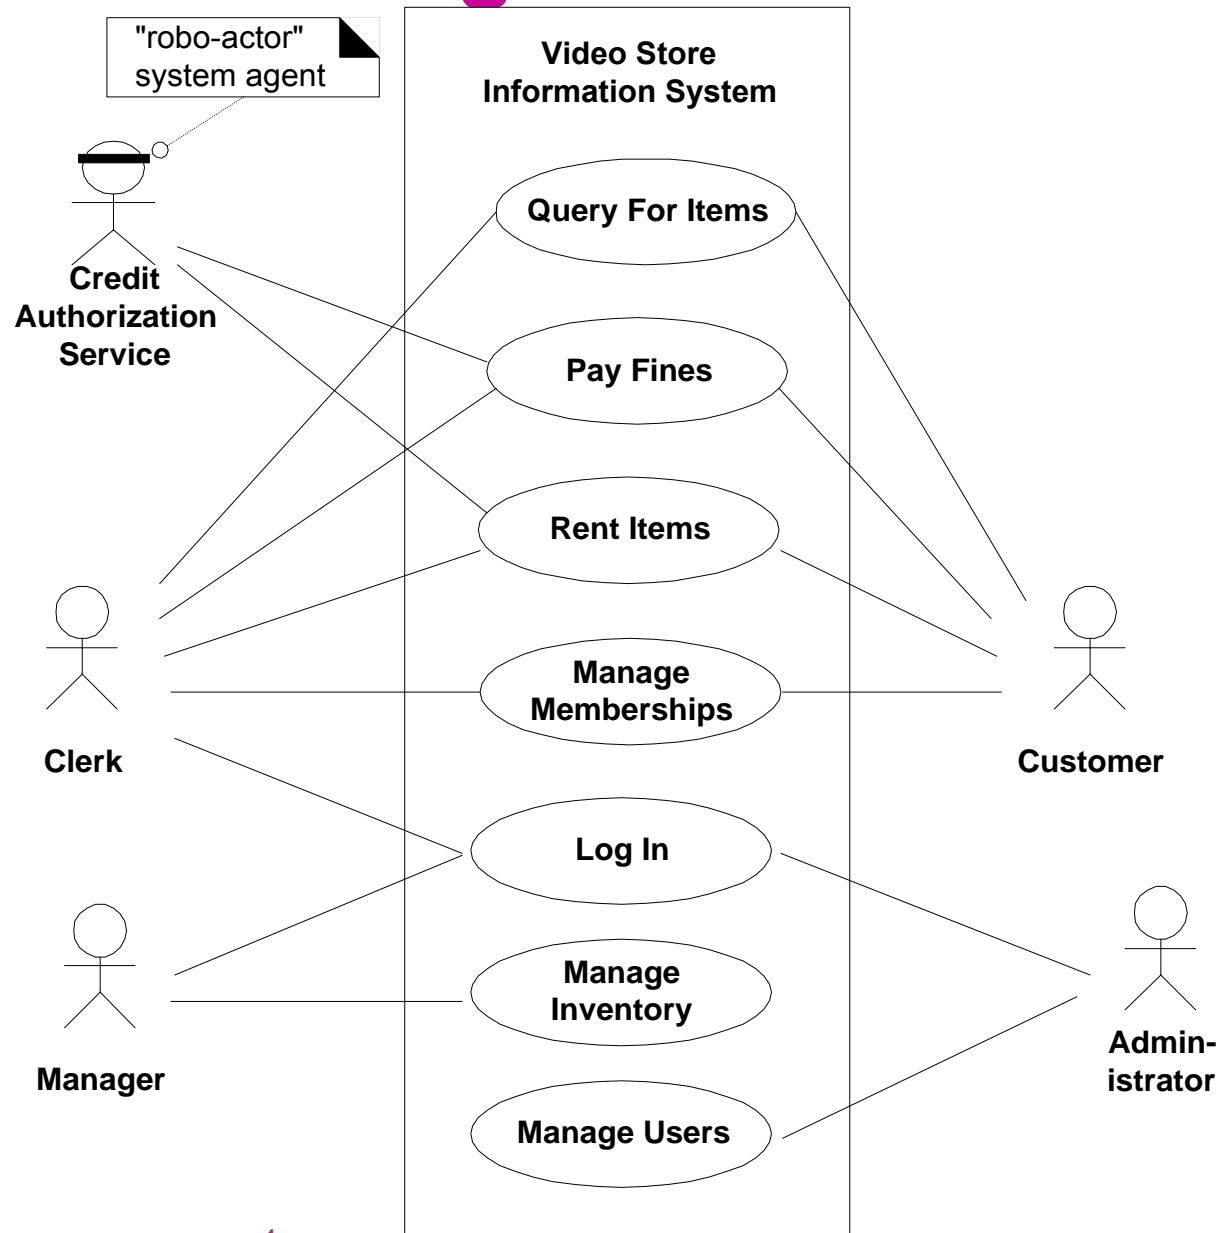 "robo-actor"
system agent
Video Store
Information System
Query For Items
Credit
Authorization
Service
Pay Fines
Rent Items
Manage
Memberships
Clerk
Customer
Log In
Manage
Inventory
Manager
Admin-
istrator
Manage Users